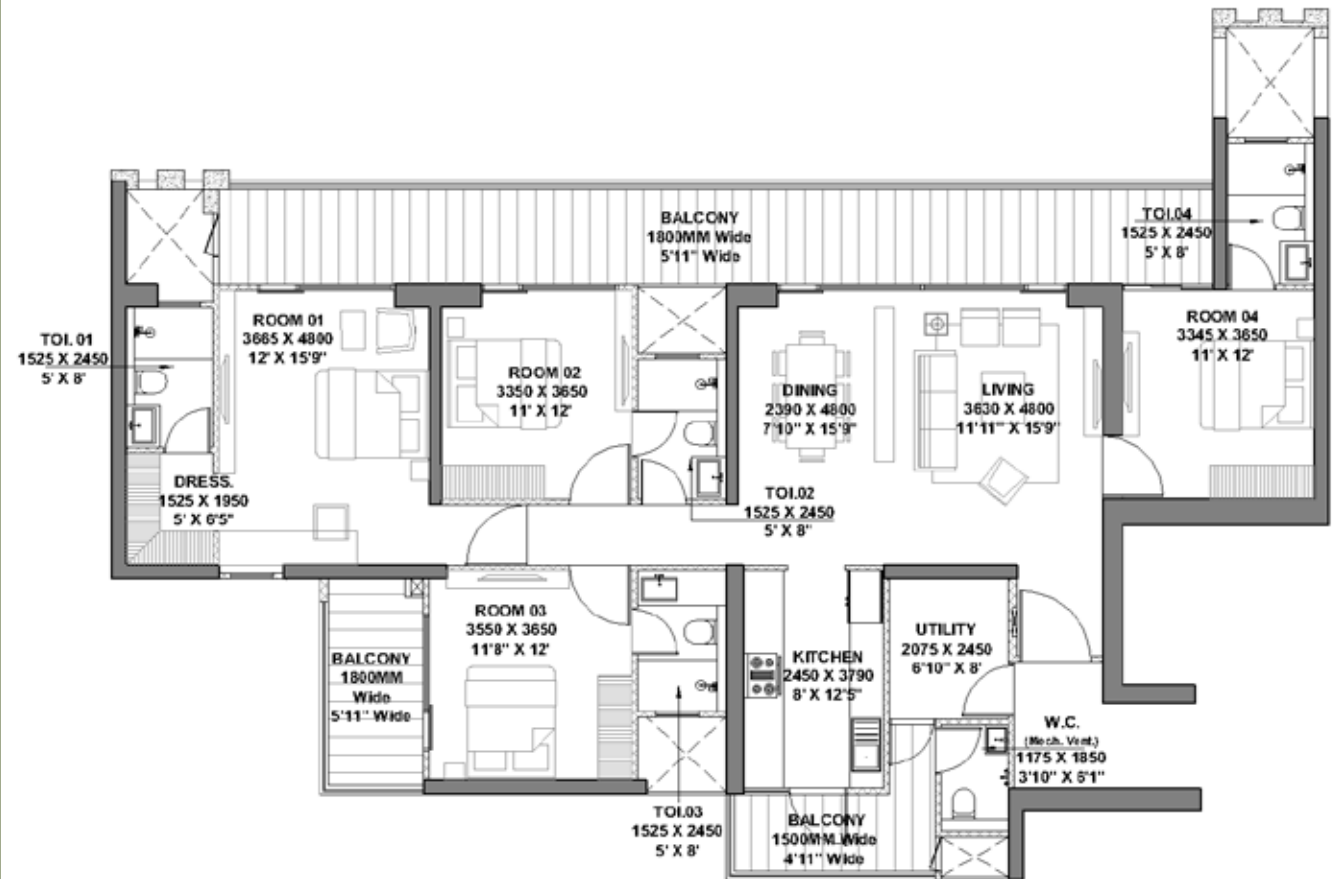 BALCONY
1800MM Wide
5'11" Wide
TOI.04
1525 X 2450
5' X 8'
TOI. 01
1525 X 2450
5' X 8'
ROOM 01
3665 X 4800
12' X 15'9"
ROOM 02
3350 X 3650
11' X 12'
DINING
2390 X 4800
7'10" X 15'9"
LIVING
3630 X 4800
11'11" X 15'9"
ROOM 04
3345 X 3650
11' X 12'
DRESS.
1525 X 1950
5' X 6'5"
TOI.02
1525 X 2450
5' X 8"
ROOM 03
3550 X 3650
11'8" X 12'
BALCONY
1800MM
Wide
5'11" Wide
KITCHEN
2450 X 3790
8' X 12'5"
UTILITY
2075 X 2450
6'10" X 8'
W.C.
(Mech. Vent.)
1175 X 1850
3'10" X 6'1"
TOI.03
1525 X 2450
5' X 8'
BALCONY
1500MM Wide
4'11" Wide